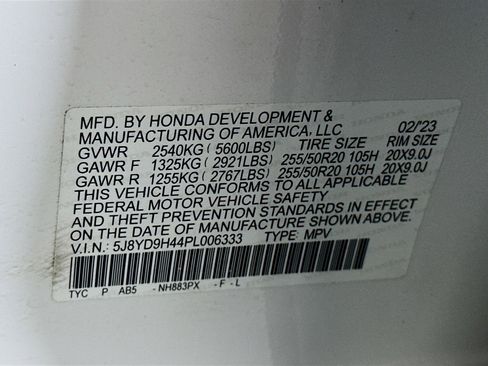 MFD. BY HONDA DEVELOPMENT &
MANUFACTURING OF AMERICA, LLC 02/'23
GVWR 2540KG ( 5600LBS) TIRE SIZE RIM SIZE
GAWR F 1325KG ( 2921LBS) 255/50R20 105H 20X9.0J
GAWR R 1255KG ( 2767LBS) 255/50R20 105H 20X9.0J
THIS VEHICLE CONFORMS TO ALL APPLICABLE
FEDERAL MOTOR VEHICLE SAFETY
AND THEFT PREVENTION STANDARDS IN EFFECT
ON THE DATE OF MANUFACTURE SHOWN ABOVE.
V.I.N.: 5J8YD9H44PL006333 TYPE: MPV
TYC P AB5 - NH883PX - F - L